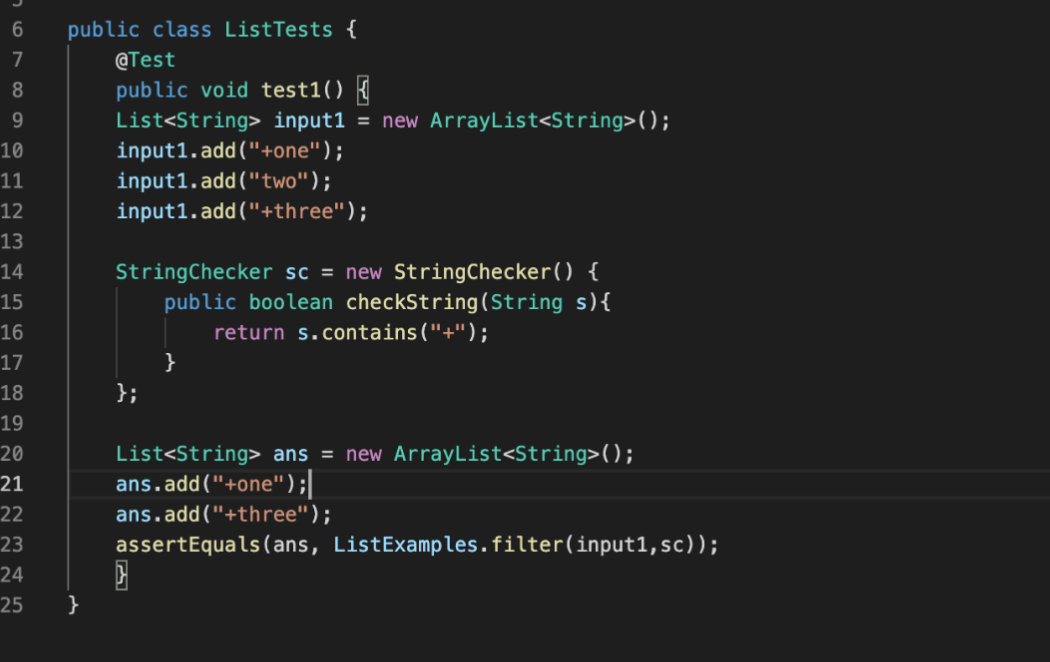 6 public class ListTests {
7 @Test
8 public void test1() {
9 List<String> input1 = new ArrayList<String>();
10 input1.add("+one");
11 input1.add("two");
12 input1.add("+three");
13
14 StringChecker sc = new StringChecker() {
15 public boolean checkString(String s){
16 return s.contains("+");
17 }
18 };
19
20 List<String> ans = new ArrayList<String>();
21 ans.add("+one");
22 ans.add("+three");
23 assertEquals(ans, ListExamples.filter(input1,sc));
24 }
25 }